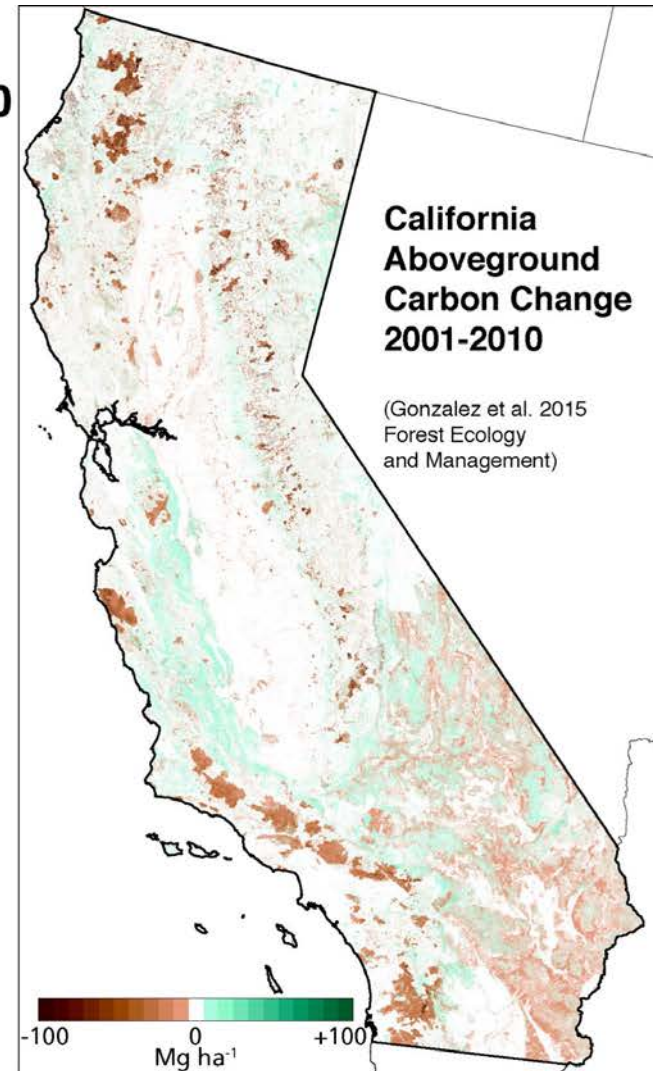 0
California
Aboveground
Carbon Change
2001-2010
(Gonzalez et al. 2015
Forest Ecology
and Management)
-100 0 +100
Mg ha⁻¹